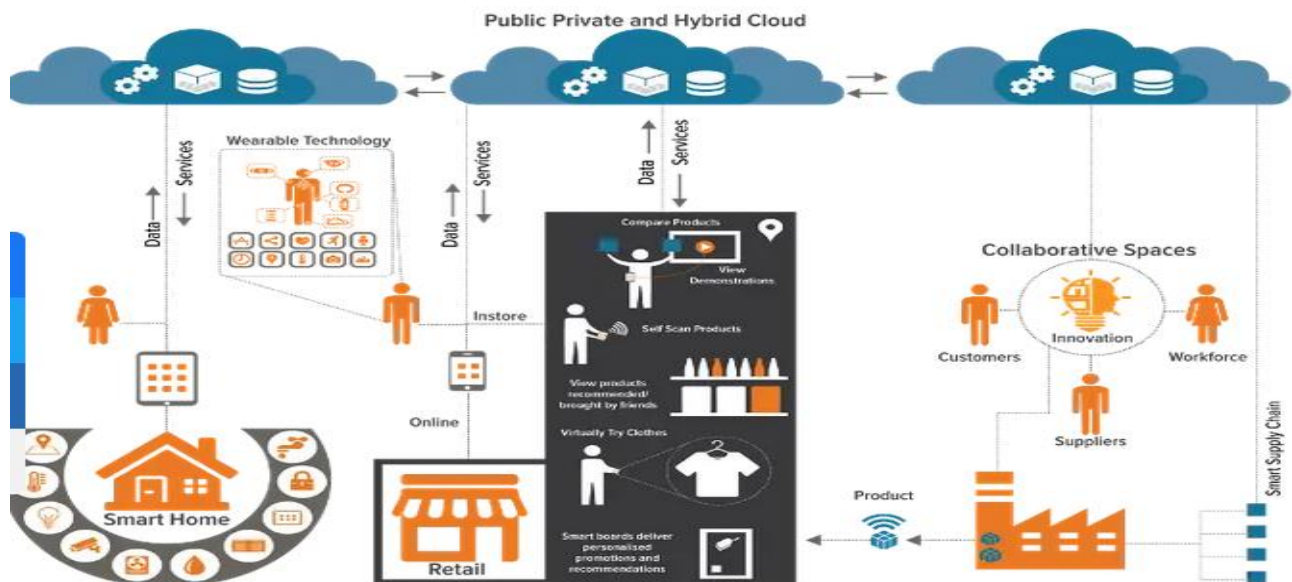 Public Private and Hybrid Cloud
Wearable Technology
Data
Services
Data
Services
Data
Services
Compare Products
View
Demonstrations
Instore
Self Scan Products
View products
recommended/
brought by friends
Online
Virtually Try Clothes
Smart boards deliver
personalised
promotions and
recommendations
Smart Home
Retail
Collaborative Spaces
Innovation
Customers
Workforce
Suppliers
Product
Smart Supply Chain